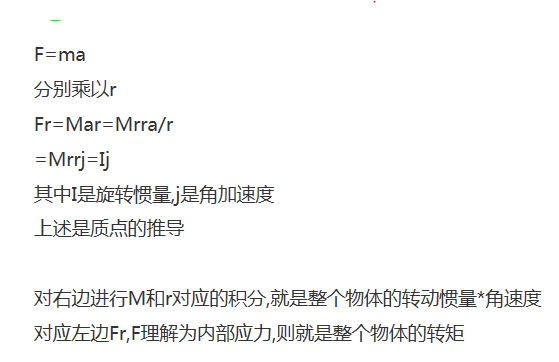 F=ma
分别乘以r
Fr=Mar=Mrra/r
=Mrrj=Ij
其中I是旋转惯量,j是角加速度
上述是质点的推导
对右边进行M和r对应的积分,就是整个物体的转动惯量*角速度
对应左边Fr,F理解为内部应力,则就是整个物体的转矩